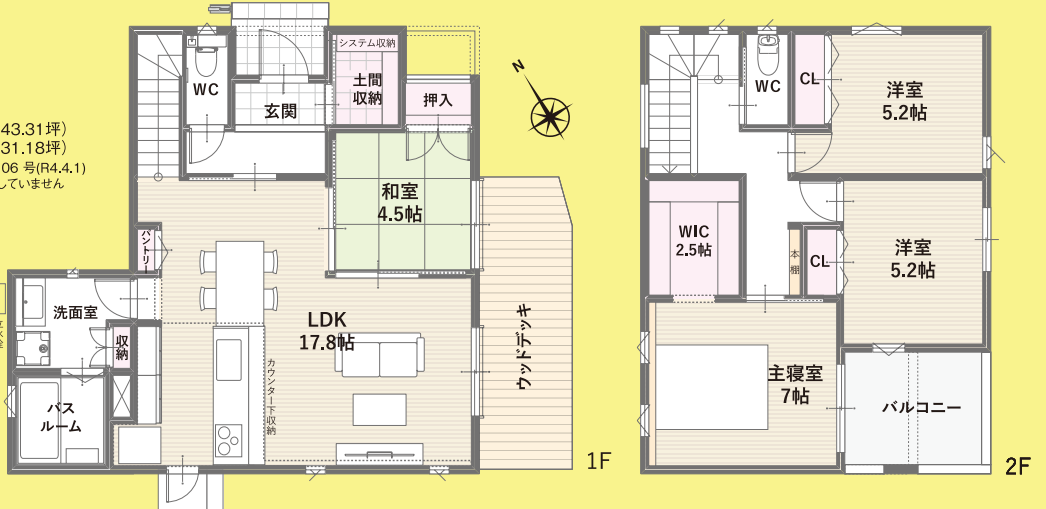 43.31坪）
31.18坪）
06 号(R4.4.1)
していません
WC
玄関
システム収納
土間
収納
押入
N
和室
4.5帖
パントリー
洗面室
収納
LDK
17.8帖
カウンター下収納
バス
ルーム
ウッドデッキ
1F
WC
CL
洋室
5.2帖
WIC
2.5帖
本棚
CL
洋室
5.2帖
主寝室
7帖
バルコニー
2F